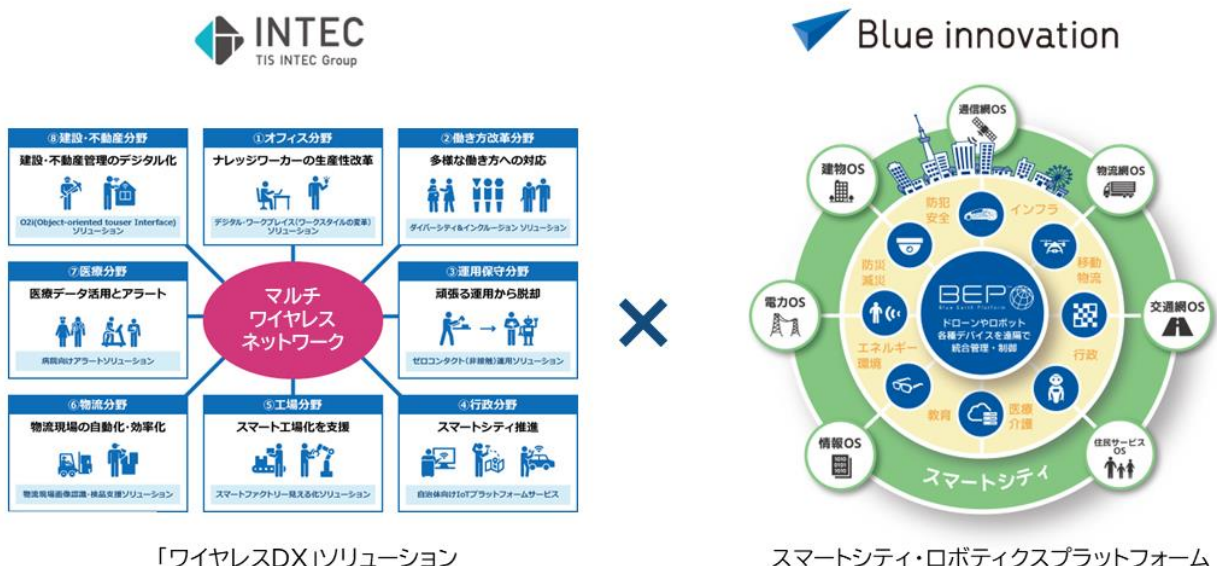 INTEC
TIS INTEC Group
Blue innovation
⑧建設・不動産分野
建設・不動産管理のデジタル化
O2i(Object-oriented touser Interface)
ソリューション
①オフィス分野
ナレッジワーカーの生産性改革
デジタル・ワークプレイス(ワークスタイルの変革)
ソリューション
②働き方改革分野
多様な働き方への対応
ダイバーシティ&インクルージョン ソリューション
⑦医療分野
医療データ活用とアラート
病院向けアラートソリューション
マルチ
ワイヤレス
ネットワーク
③運用保守分野
頑張る運用から脱却
ゼロコンタクト(非接触)運用ソリューション
⑥物流分野
物流現場の自動化・効率化
物流現場画像認識・検品支援ソリューション
⑤工場分野
スマート工場化を支援
スマートファクトリー見える化ソリューション
④行政分野
スマートシティ推進
自治体向けIoTプラットフォームサービス
×
通信網OS
建物OS
物流網OS
電力OS
交通網OS
情報OS
住民サービス
OS
防犯
安全
インフラ
防災
減災
移動
物流
エネルギー
環境
行政
教育
医療
介護
BEP
Blue Earth Platform
ドローンやロボット
各種デバイスを遠隔で
統合管理・制御
スマートシティ
「ワイヤレスDX」ソリューション
スマートシティ・ロボティクスプラットフォーム